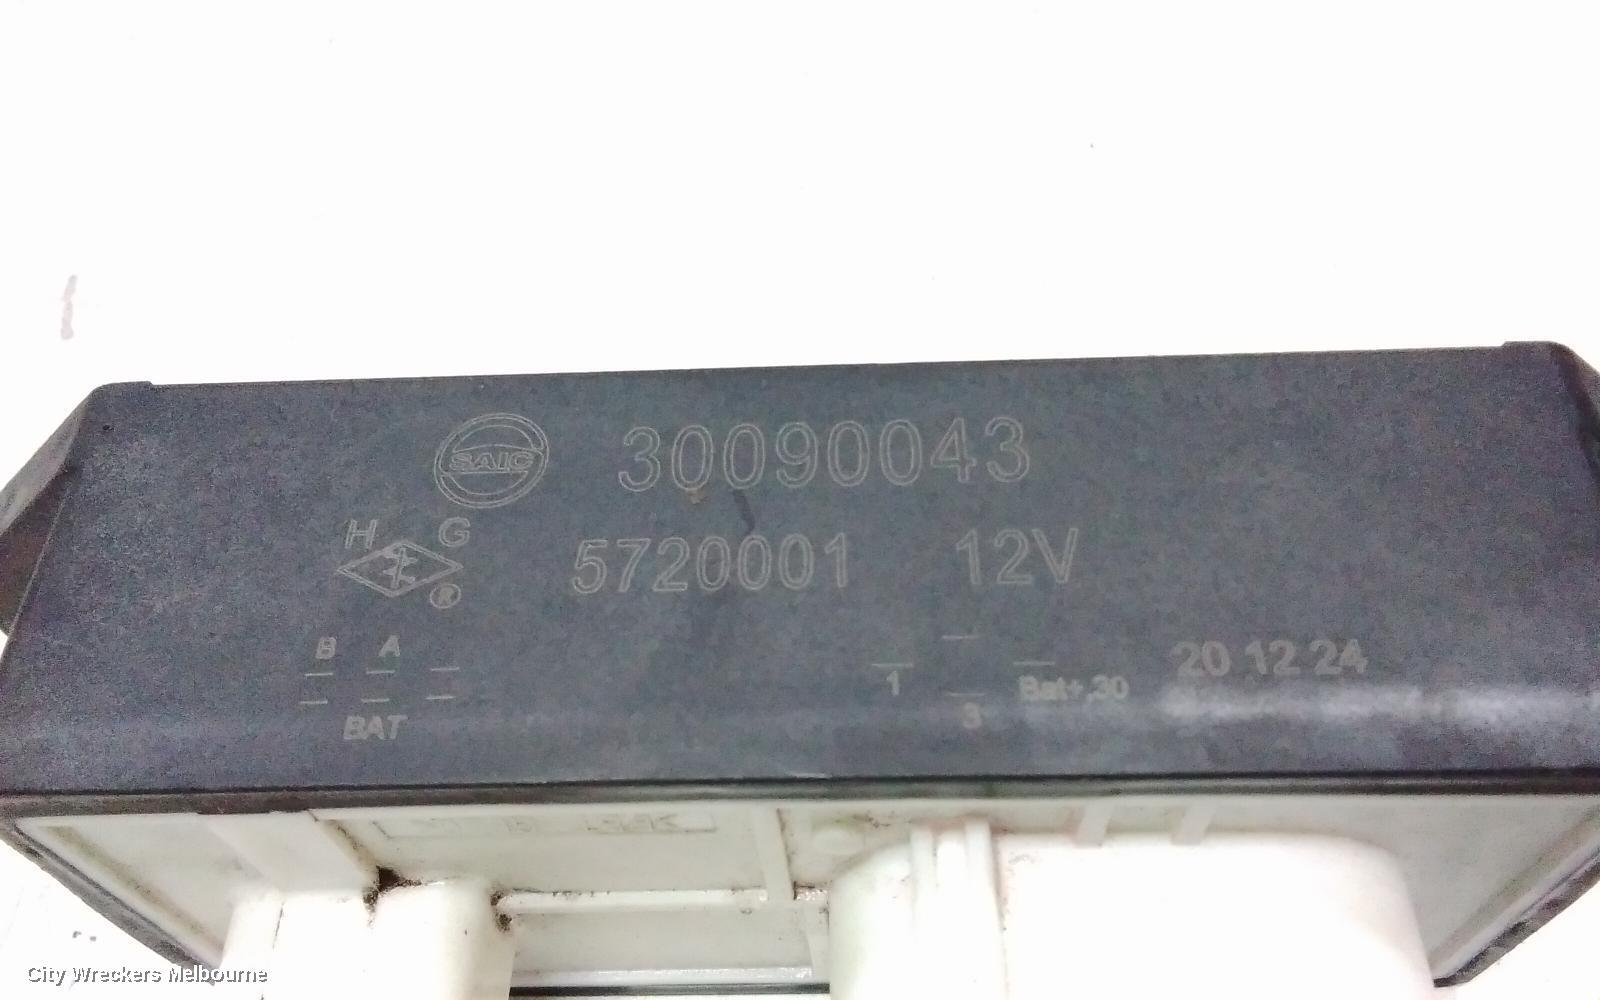 SAIC 30090043
H G
5720001 12V
®
B A
BAT
1
3
Bat+,30
20 12 24
City Wreckers Melbourne